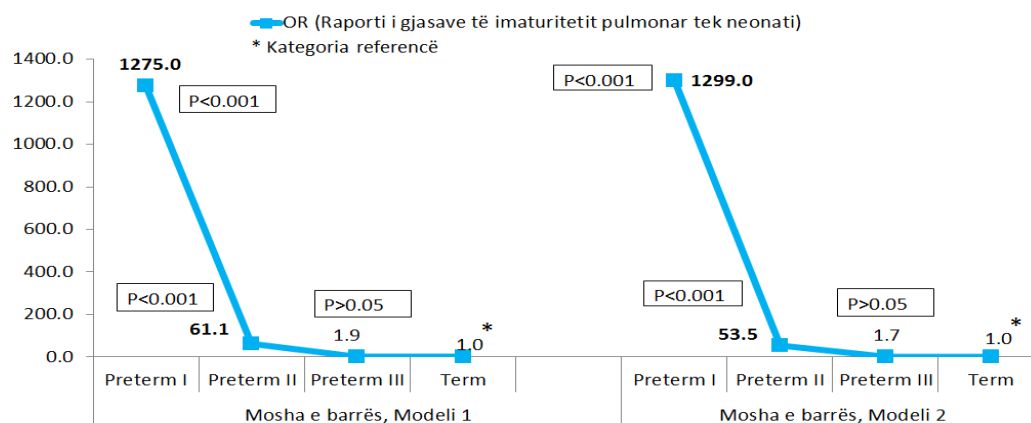 OR (Raporti i gjasave të imaturitetit pulmonar tek neonati)
* Kategoria referencë
1400.0
1200.0
1000.0
800.0
600.0
400.0
200.0
0.0
1275.0
P<0.001
P<0.001
61.1
P>0.05
1.9
1.0
*
P<0.001
1299.0
P<0.001
53.5
P>0.05
1.7
1.0
*
Preterm I Preterm II Preterm III Term Preterm I Preterm II Preterm III Term
Mosha e barrës, Modeli 1 Mosha e barrës, Modeli 2